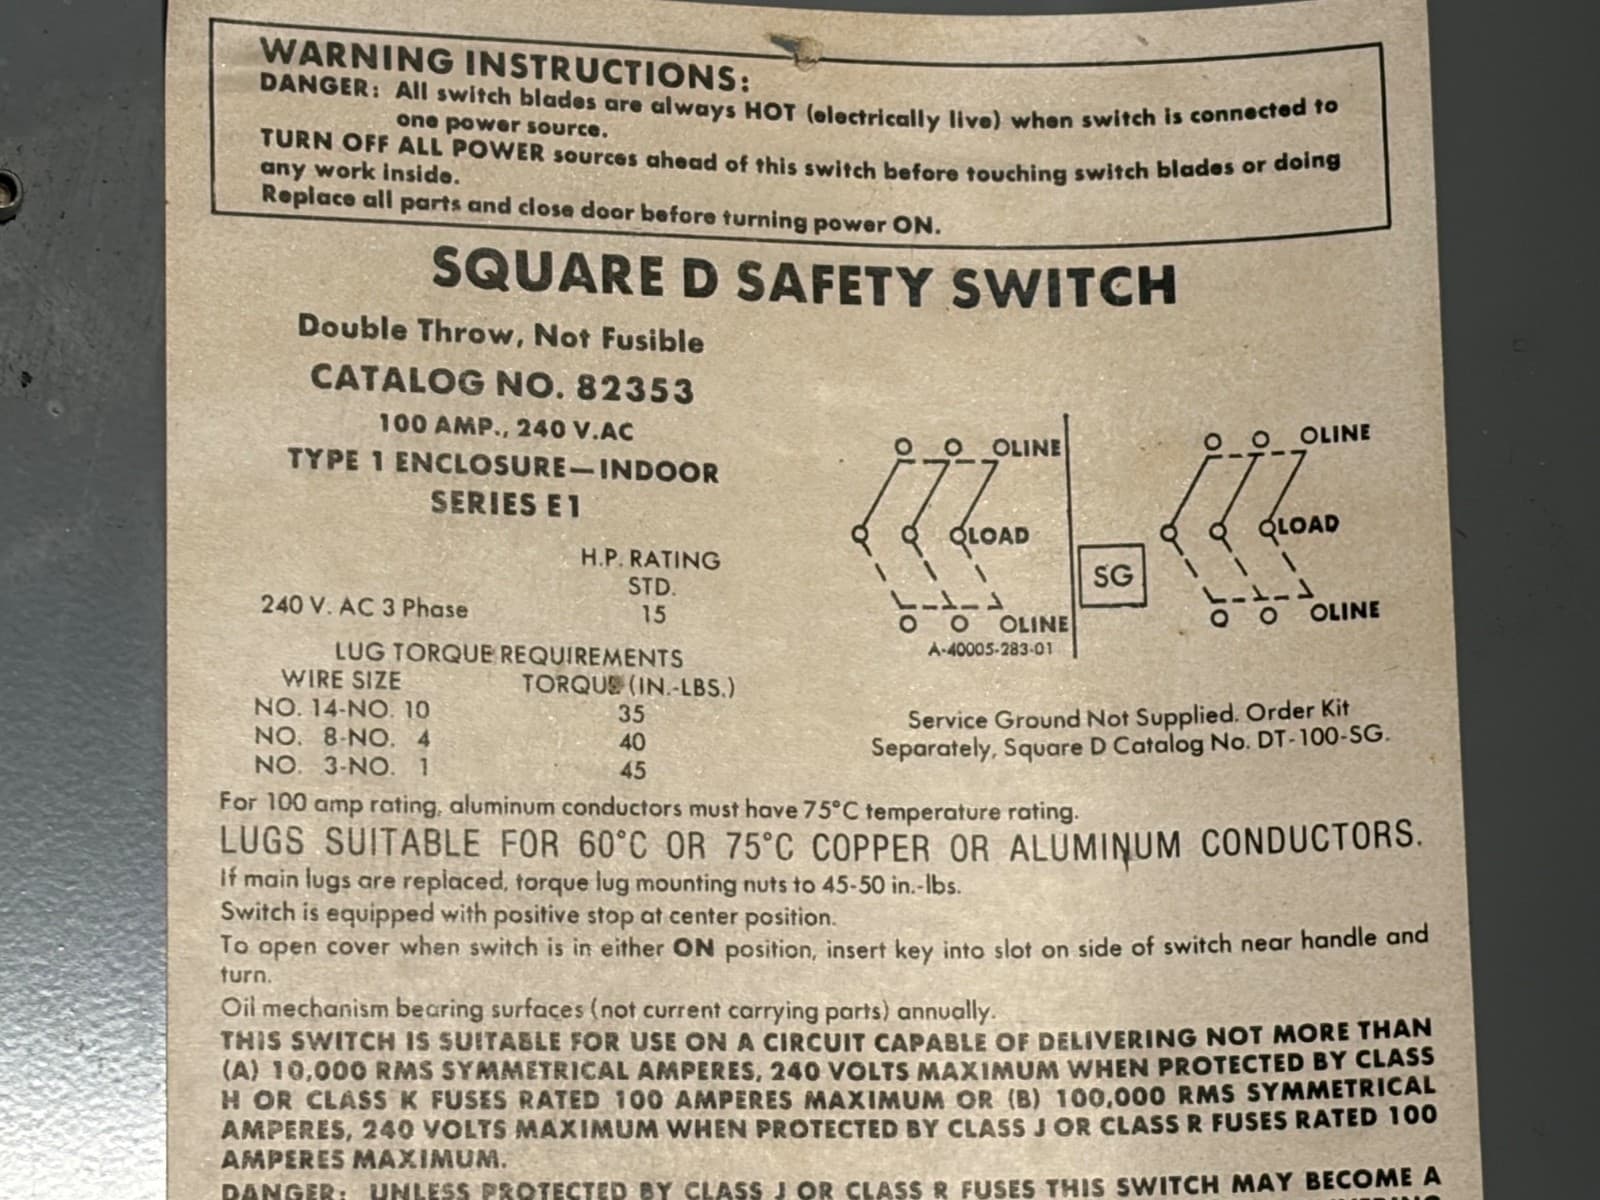 WARNING INSTRUCTIONS:
DANGER: All switch blades are always HOT (electrically live) when switch is connected to
one power source.
TURN OFF ALL POWER sources ahead of this switch before touching switch blades or doing
any work inside.
Replace all parts and close door before turning power ON.
SQUARE D SAFETY SWITCH
Double Throw, Not Fusible
CATALOG NO. 82353
100 AMP., 240 V.AC
TYPE 1 ENCLOSURE—INDOOR
SERIES E1
H.P. RATING
STD.
240 V. AC 3 Phase 15
LUG TORQUE REQUIREMENTS
WIRE SIZE TORQUE (IN.-LBS.)
NO. 14-NO. 10 35
NO. 8-NO. 4 40
NO. 3-NO. 1 45
LINE
LOAD
LINE
A-40005-283-01
SG
LINE
LOAD
LINE
Service Ground Not Supplied. Order Kit
Separately, Square D Catalog No. DT-100-SG.
For 100 amp rating, aluminum conductors must have 75°C temperature rating.
LUGS SUITABLE FOR 60°C OR 75°C COPPER OR ALUMINUM CONDUCTORS.
If main lugs are replaced, torque lug mounting nuts to 45-50 in.-lbs.
Switch is equipped with positive stop at center position.
To open cover when switch is in either ON position, insert key into slot on side of switch near handle and
turn.
Oil mechanism bearing surfaces (not current carrying parts) annually.
THIS SWITCH IS SUITABLE FOR USE ON A CIRCUIT CAPABLE OF DELIVERING NOT MORE THAN
(A) 10,000 RMS SYMMETRICAL AMPERES, 240 VOLTS MAXIMUM WHEN PROTECTED BY CLASS
H OR CLASS K FUSES RATED 100 AMPERES MAXIMUM OR (B) 100,000 RMS SYMMETRICAL
AMPERES, 240 VOLTS MAXIMUM WHEN PROTECTED BY CLASS J OR CLASS R FUSES RATED 100
AMPERES MAXIMUM.
DANGER: UNLESS PROTECTED BY CLASS J OR CLASS R FUSES THIS SWITCH MAY BECOME A